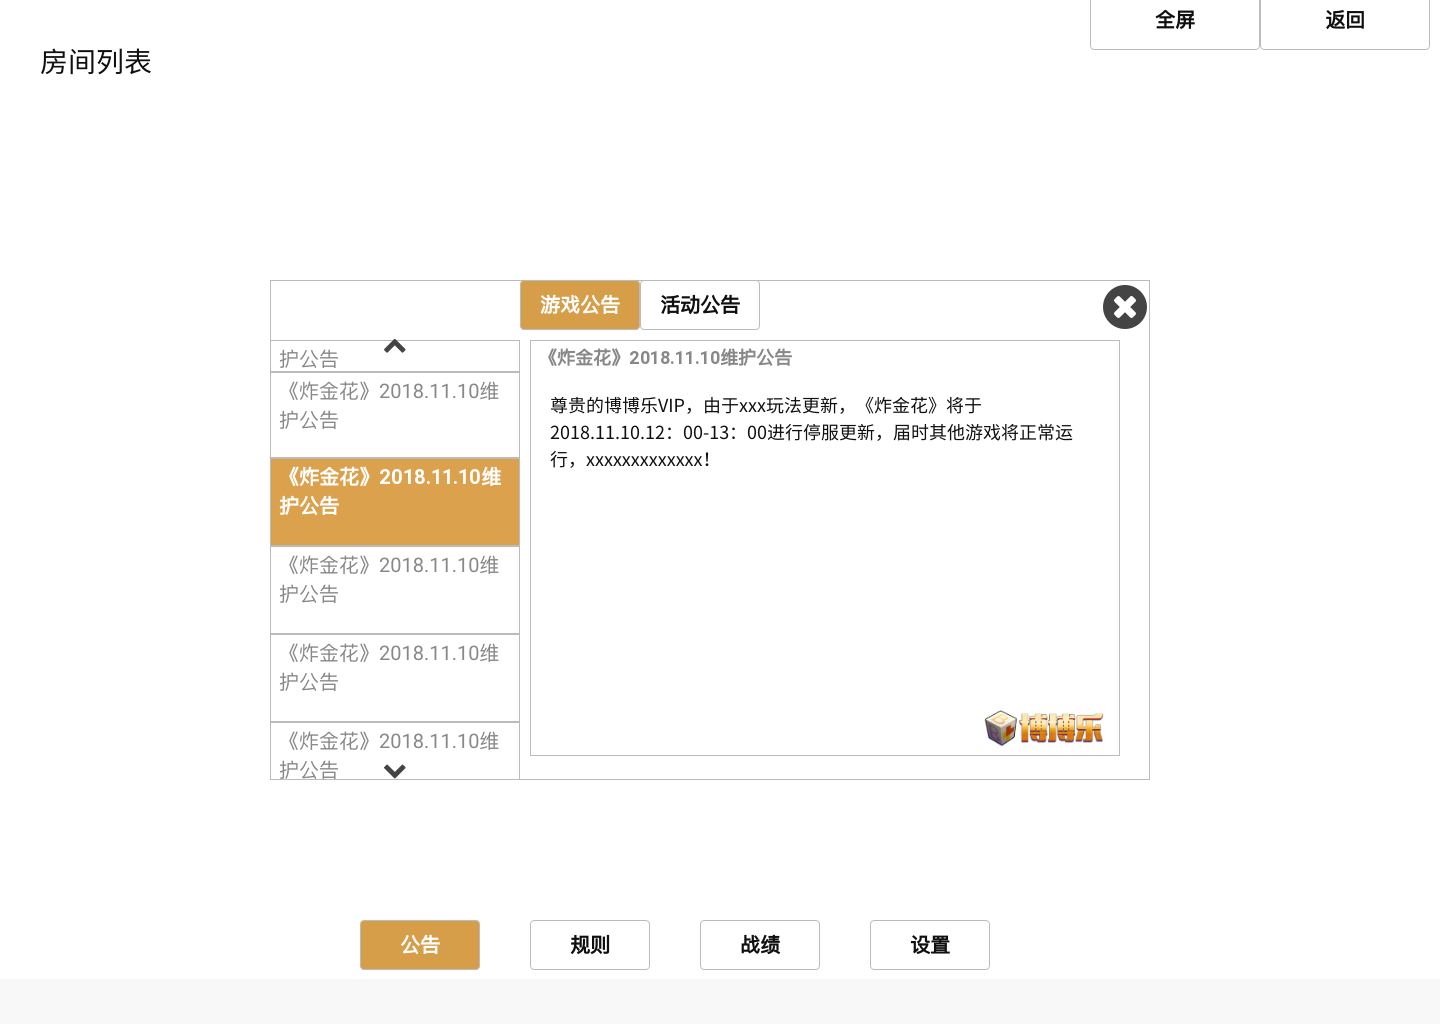 全屏
返回
房间列表
游戏公告
活动公告
护公告
《炸金花》2018.11.10维
护公告
《炸金花》2018.11.10维
护公告
《炸金花》2018.11.10维
护公告
《炸金花》2018.11.10维
护公告
《炸金花》2018.11.10维
护公告
《炸金花》2018.11.10维护公告
尊贵的博博乐VIP，由于xxx玩法更新，《炸金花》将于
2018.11.10.12：00-13：00进行停服更新，届时其他游戏将正常运
行，xxxxxxxxxxxxx！
博博乐
公告
规则
战绩
设置